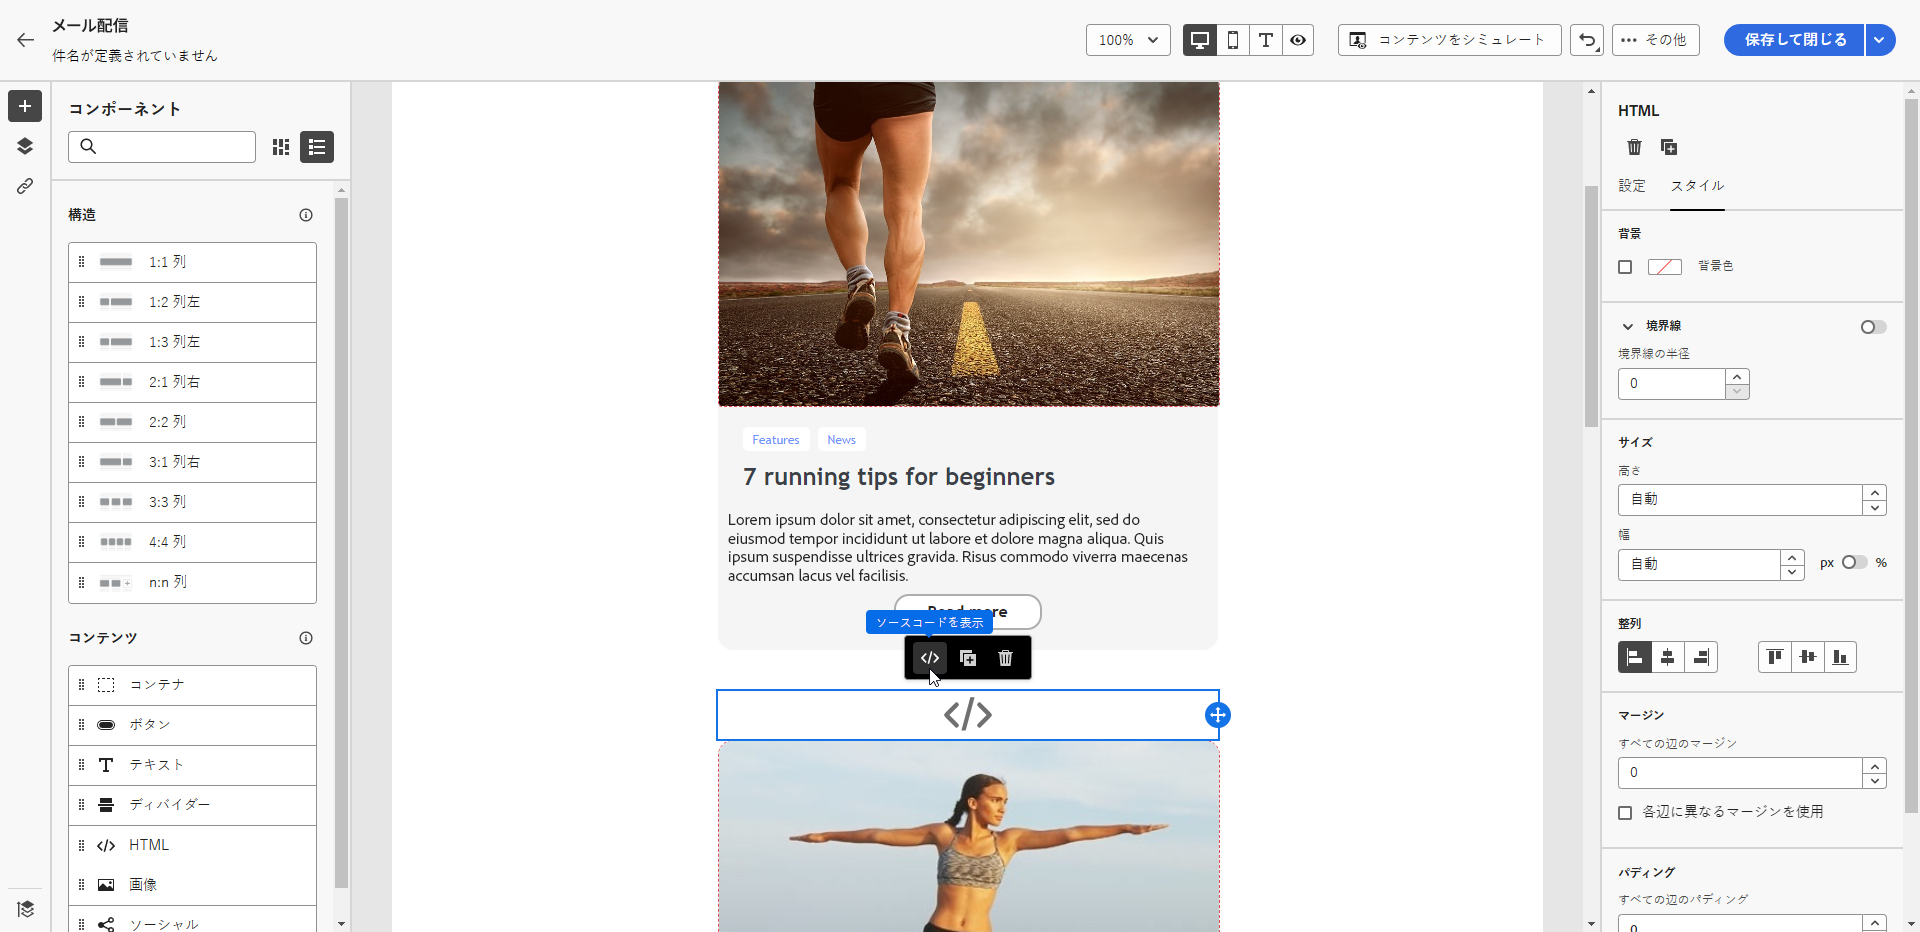 メール配信
件名が定義されていません
100%
コンテンツをシミュレート
その他
保存して閉じる
コンポーネント
構造
1:1 列
1:2 列左
1:3 列左
2:1 列右
2:2 列
3:1 列右
3:3 列
4:4 列
n:n 列
コンテンツ
コンテナ
ボタン
テキスト
ディバイダー
HTML
画像
ソーシャル
Features
News
7 running tips for beginners
Lorem ipsum dolor sit amet, consectetur adipiscing elit, sed do
eiusmod tempor incididunt ut labore et dolore magna aliqua. Quis
ipsum suspendisse ultrices gravida. Risus commodo viverra maecenas
accumsan lacus vel facilisis.
Read more
ソースコードを表示
HTML
設定
スタイル
背景
背景色
境界線
境界線の半径
0
サイズ
高さ
自動
幅
自動
px
%
整列
マージン
すべての辺のマージン
0
各辺に異なるマージンを使用
パディング
すべての辺のパディング
0